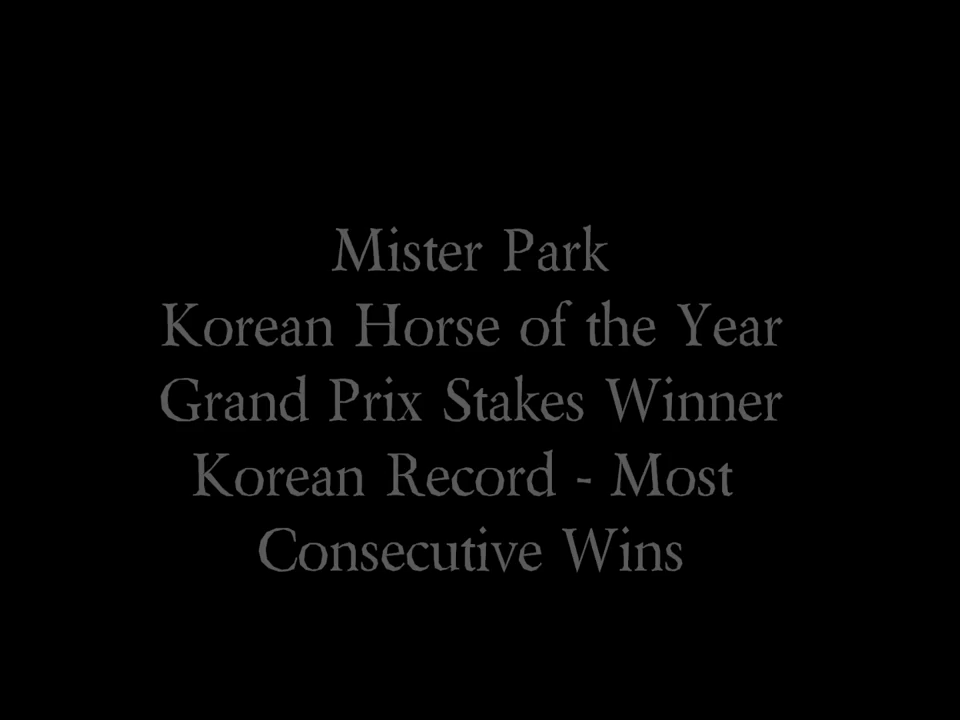 Mister Park
Korean Horse of the Year
Grand Prix Stakes Winner
Korean Record - Most
Consecutive Wins